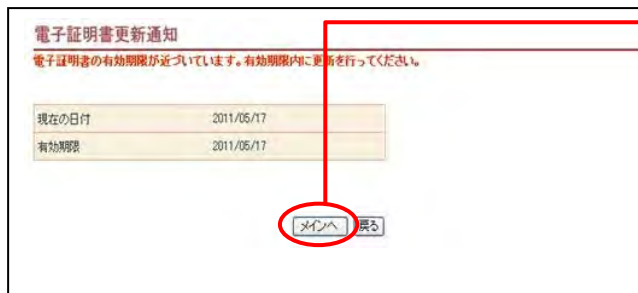 電子証明書更新通知
電子証明書の有効期限が近づいています。有効期限内に更新を行ってください。
現在の日付 2011/05/17
有効期限 2011/05/17
メインへ 戻る